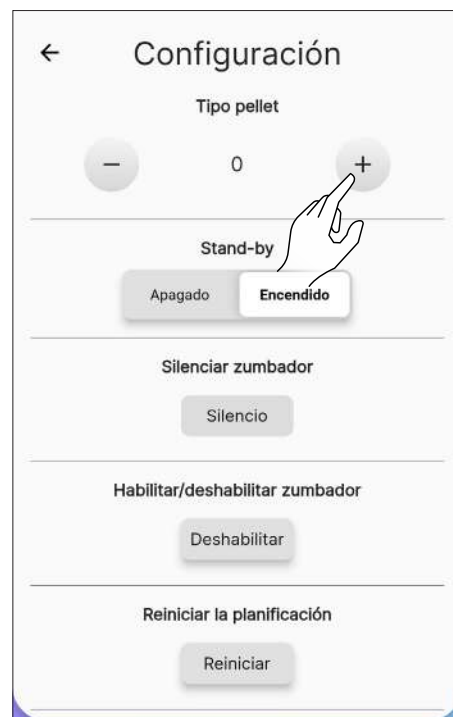 Configuración
Tipo pellet
− 0 +
Stand-by
Apagado Encendido
Silenciar zumbador
Silencio
Habilitar/deshabilitar zumbador
Deshabilitar
Reiniciar la planificación
Reiniciar